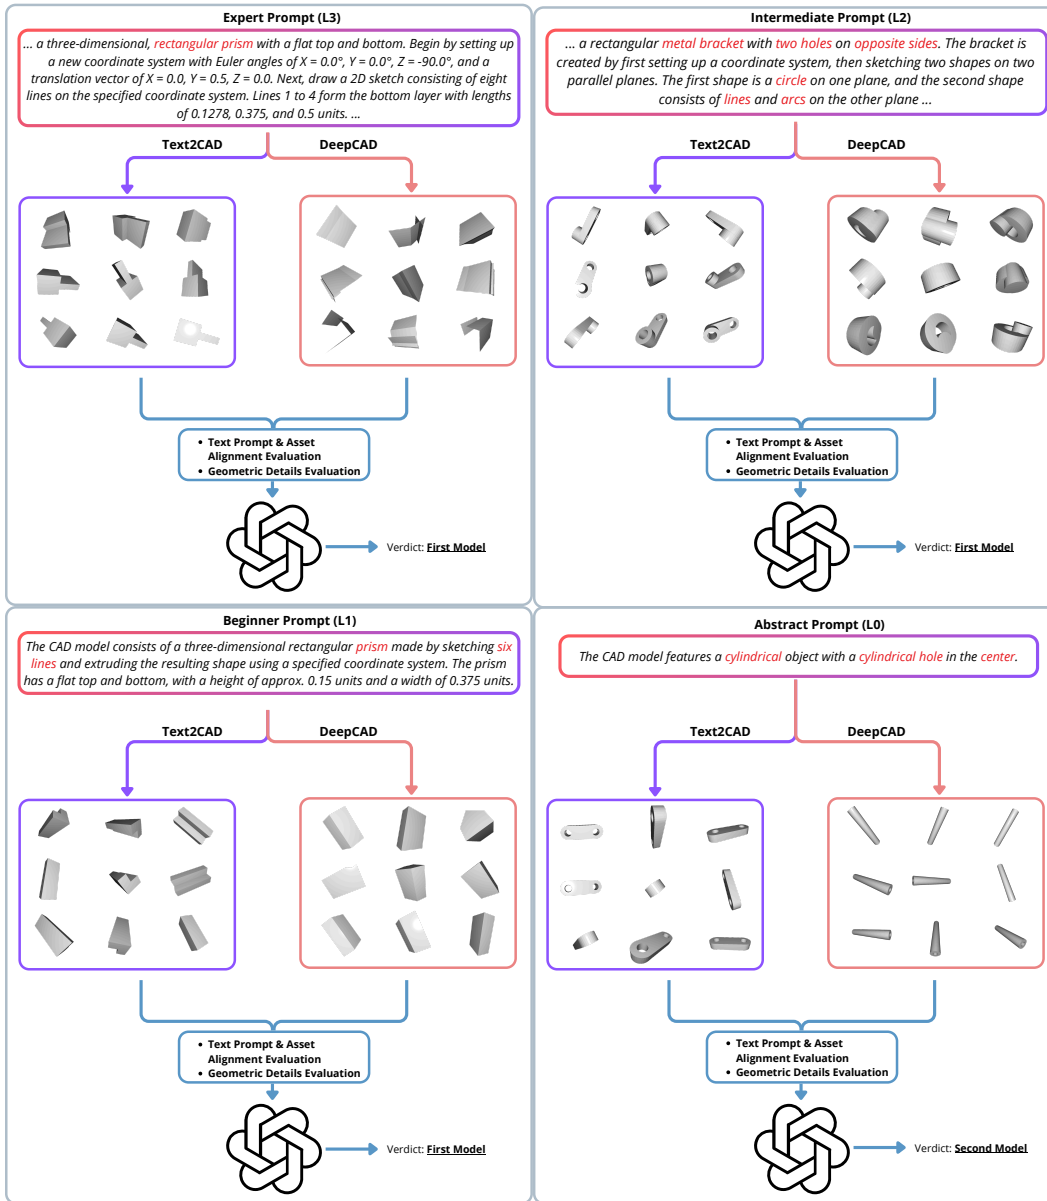 Expert Prompt (L3)
... a three-dimensional, rectangular prism with a flat top and bottom. Begin by setting up
a new coordinate system with Euler angles of X = 0.0°, Y = 0.0°, Z = -90.0°, and a
translation vector of X = 0.0, Y = 0.5, Z = 0.0. Next, draw a 2D sketch consisting of eight
lines on the specified coordinate system. Lines 1 to 4 form the bottom layer with lengths
of 0.1278, 0.375, and 0.5 units. ...
Text2CAD
DeepCAD
• Text Prompt & Asset
Alignment Evaluation
• Geometric Details Evaluation
Verdict: First Model
Intermediate Prompt (L2)
... a rectangular metal bracket with two holes on opposite sides. The bracket is
created by first setting up a coordinate system, then sketching two shapes on two
parallel planes. The first shape is a circle on one plane, and the second shape
consists of lines and arcs on the other plane ...
Text2CAD
DeepCAD
• Text Prompt & Asset
Alignment Evaluation
• Geometric Details Evaluation
Verdict: First Model
Beginner Prompt (L1)
The CAD model consists of a three-dimensional rectangular prism made by sketching six
lines and extruding the resulting shape using a specified coordinate system. The prism
has a flat top and bottom, with a height of approx. 0.15 units and a width of 0.375 units.
Text2CAD
DeepCAD
• Text Prompt & Asset
Alignment Evaluation
• Geometric Details Evaluation
Verdict: First Model
Abstract Prompt (L0)
The CAD model features a cylindrical object with a cylindrical hole in the center.
Text2CAD
DeepCAD
• Text Prompt & Asset
Alignment Evaluation
• Geometric Details Evaluation
Verdict: Second Model